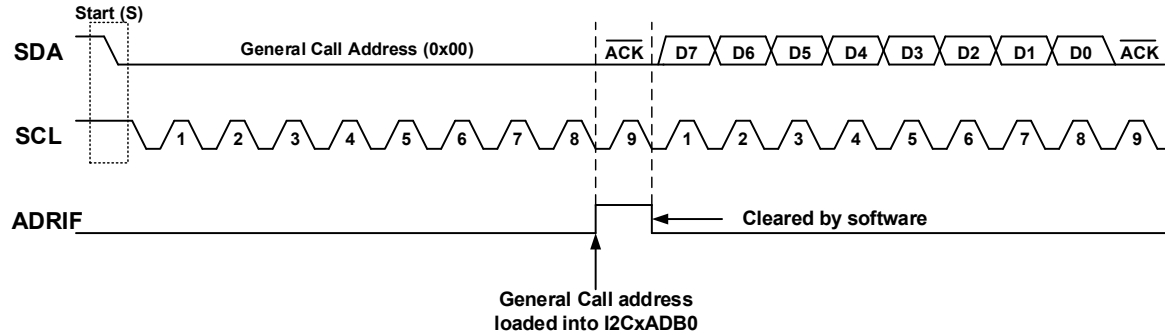 Start (S)
SDA
General Call Address (0x00)
ACK
D7 D6 D5 D4 D3 D2 D1 D0
ACK
SCL
1 2 3 4 5 6 7 8 9 1 2 3 4 5 6 7 8 9
ADRIF
Cleared by software
General Call address
loaded into I2CxADB0